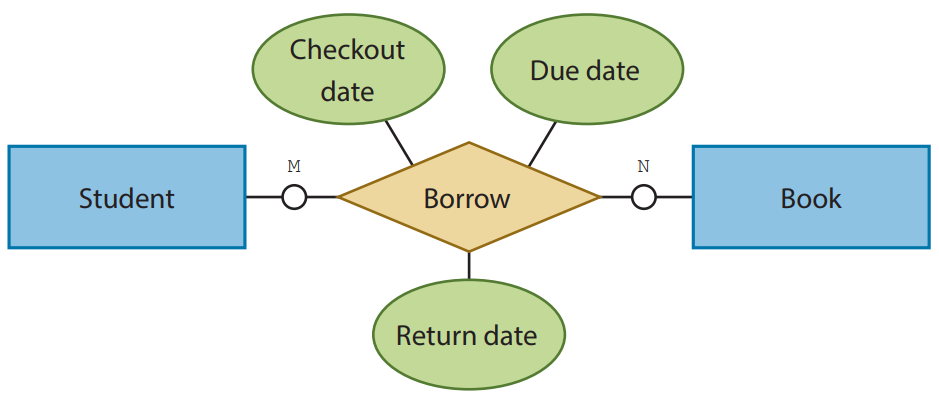 Checkout
date
Due date
M
N
Student
Borrow
Book
Return date